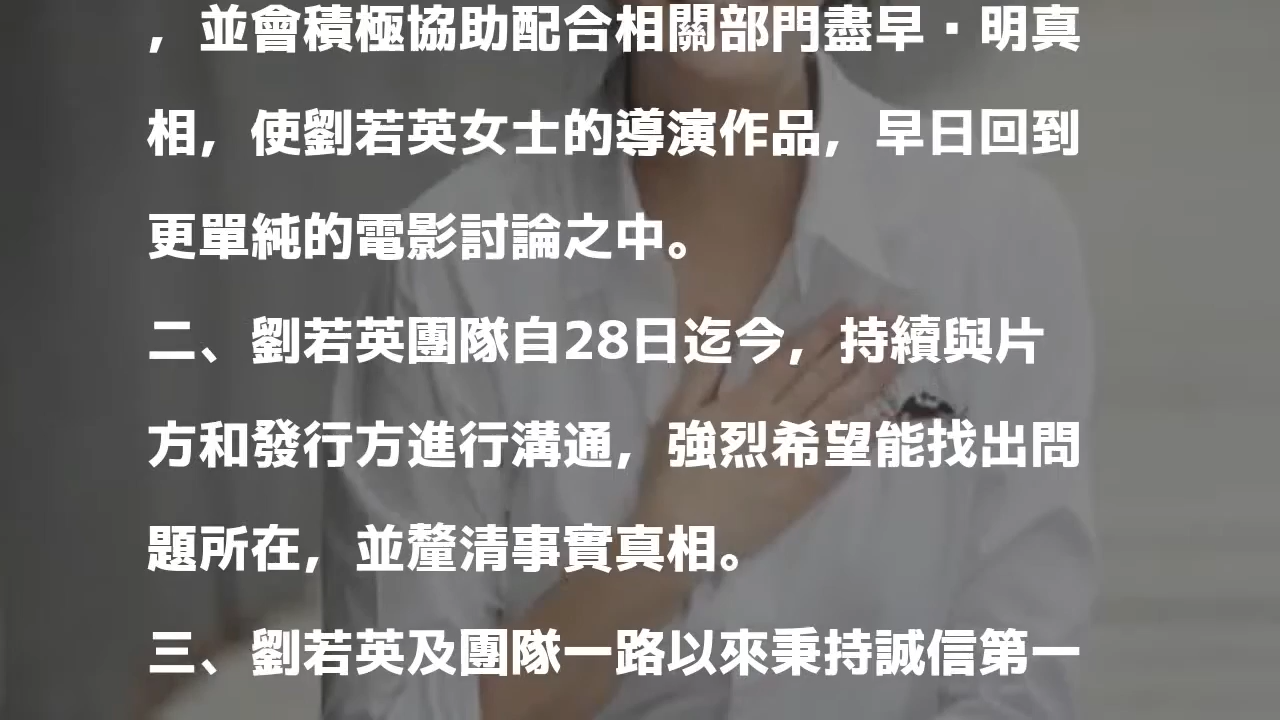 ，並會積極協助配合相關部門盡早·明真
相，使劉若英女士的導演作品，早日回到
更單純的電影討論之中。
二、劉若英團隊自28日迄今，持續與片
方和發行方進行溝通，強烈希望能找出問
題所在，並釐清事實真相。
三、劉若英及團隊一路以來秉持誠信第一